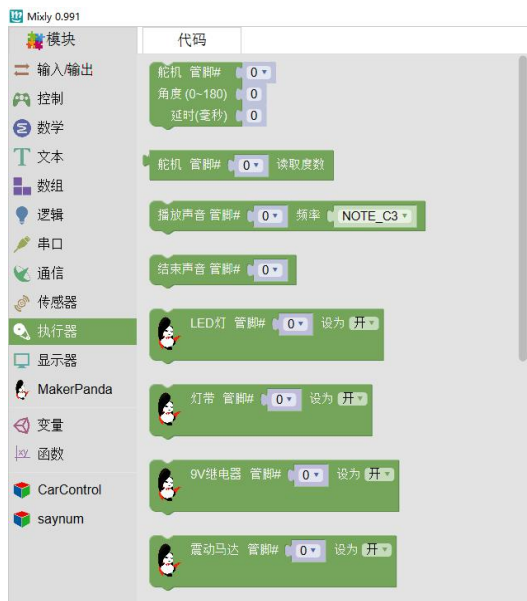 Mixly 0.991
模块
代码
输入/输出
控制
数学
文本
数组
逻辑
串口
通信
传感器
执行器
显示器
MakerPanda
变量
函数
CarControl
saynum
舵机 管脚# 0
角度(0~180) 0
延时(毫秒) 0
舵机 管脚# 0 读取度数
播放声音 管脚# 0 频率 NOTE_C3
结束声音 管脚# 0
LED灯 管脚# 0 设为 开
灯带 管脚# 0 设为 开
9V继电器 管脚# 0 设为 开
震动马达 管脚# 0 设为 开